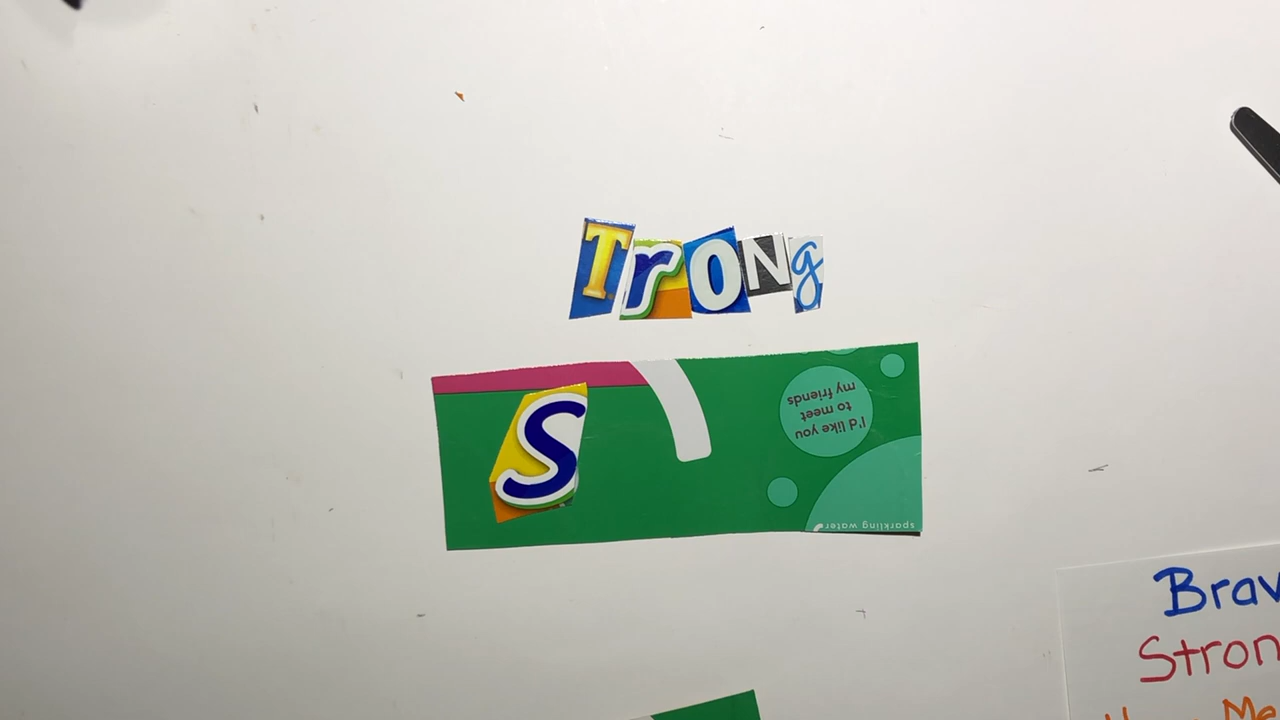 TrONg
S
I'd like you
to meet
my friends
sparkling water
Brav
Stron